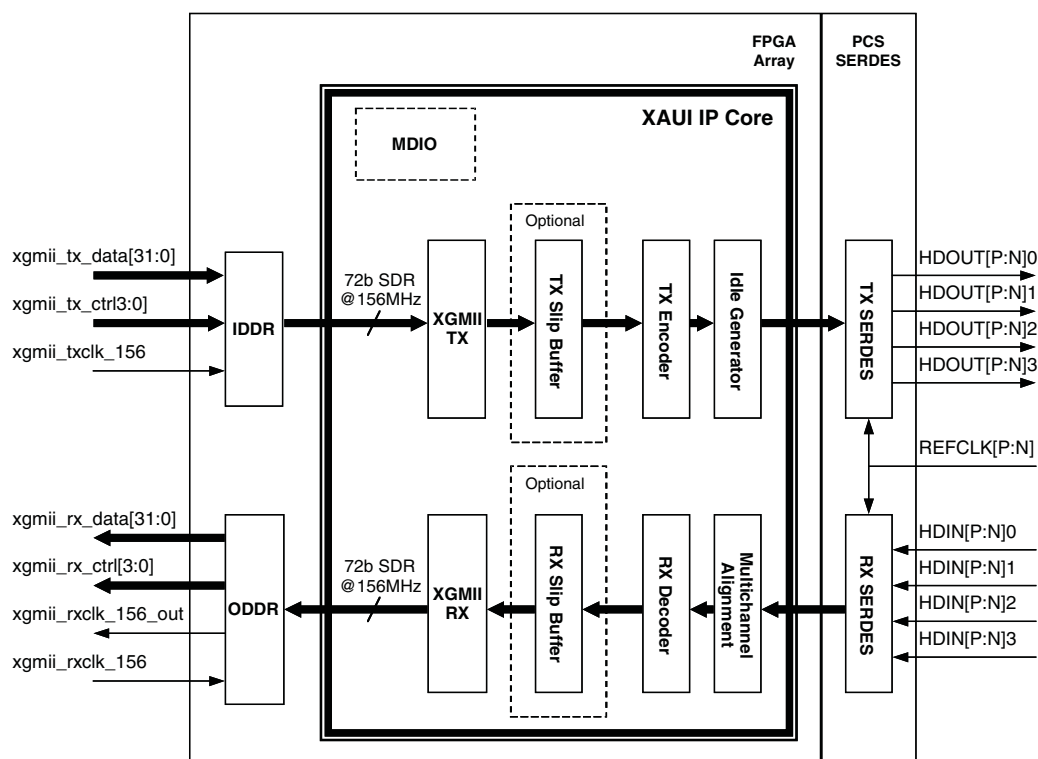 FPGA
Array
PCS
SERDES
XAUI IP Core
MDIO
Optional
xgmii_tx_data[31:0]
xgmii_tx_ctrl3:0]
xgmii_txclk_156
IDDR
72b SDR
@156MHz
XGMII
TX
TX Slip Buffer
TX Encoder
Idle Generator
TX SERDES
HDOUT[P:N]0
HDOUT[P:N]1
HDOUT[P:N]2
HDOUT[P:N]3
REFCLK[P:N]
Optional
xgmii_rx_data[31:0]
xgmii_rx_ctrl[3:0]
xgmii_rxclk_156_out
xgmii_rxclk_156
ODDR
72b SDR
@156MHz
XGMII
RX
RX Slip Buffer
RX Decoder
Multichannel
Alignment
RX SERDES
HDIN[P:N]0
HDIN[P:N]1
HDIN[P:N]2
HDIN[P:N]3